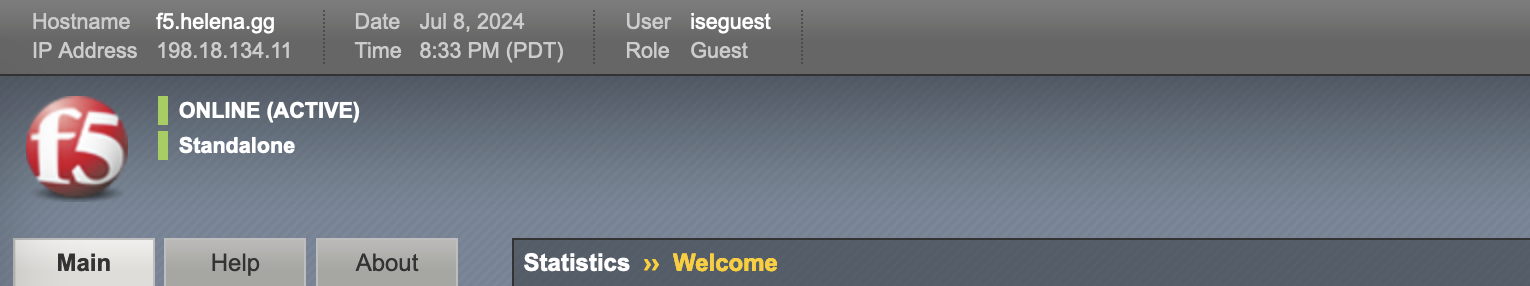 Hostname f5.helena.gg Date Jul 8, 2024 User iseguest
IP Address 198.18.134.11 Time 8:33 PM (PDT) Role Guest
f5
ONLINE (ACTIVE)
Standalone
Main Help About Statistics ›› Welcome